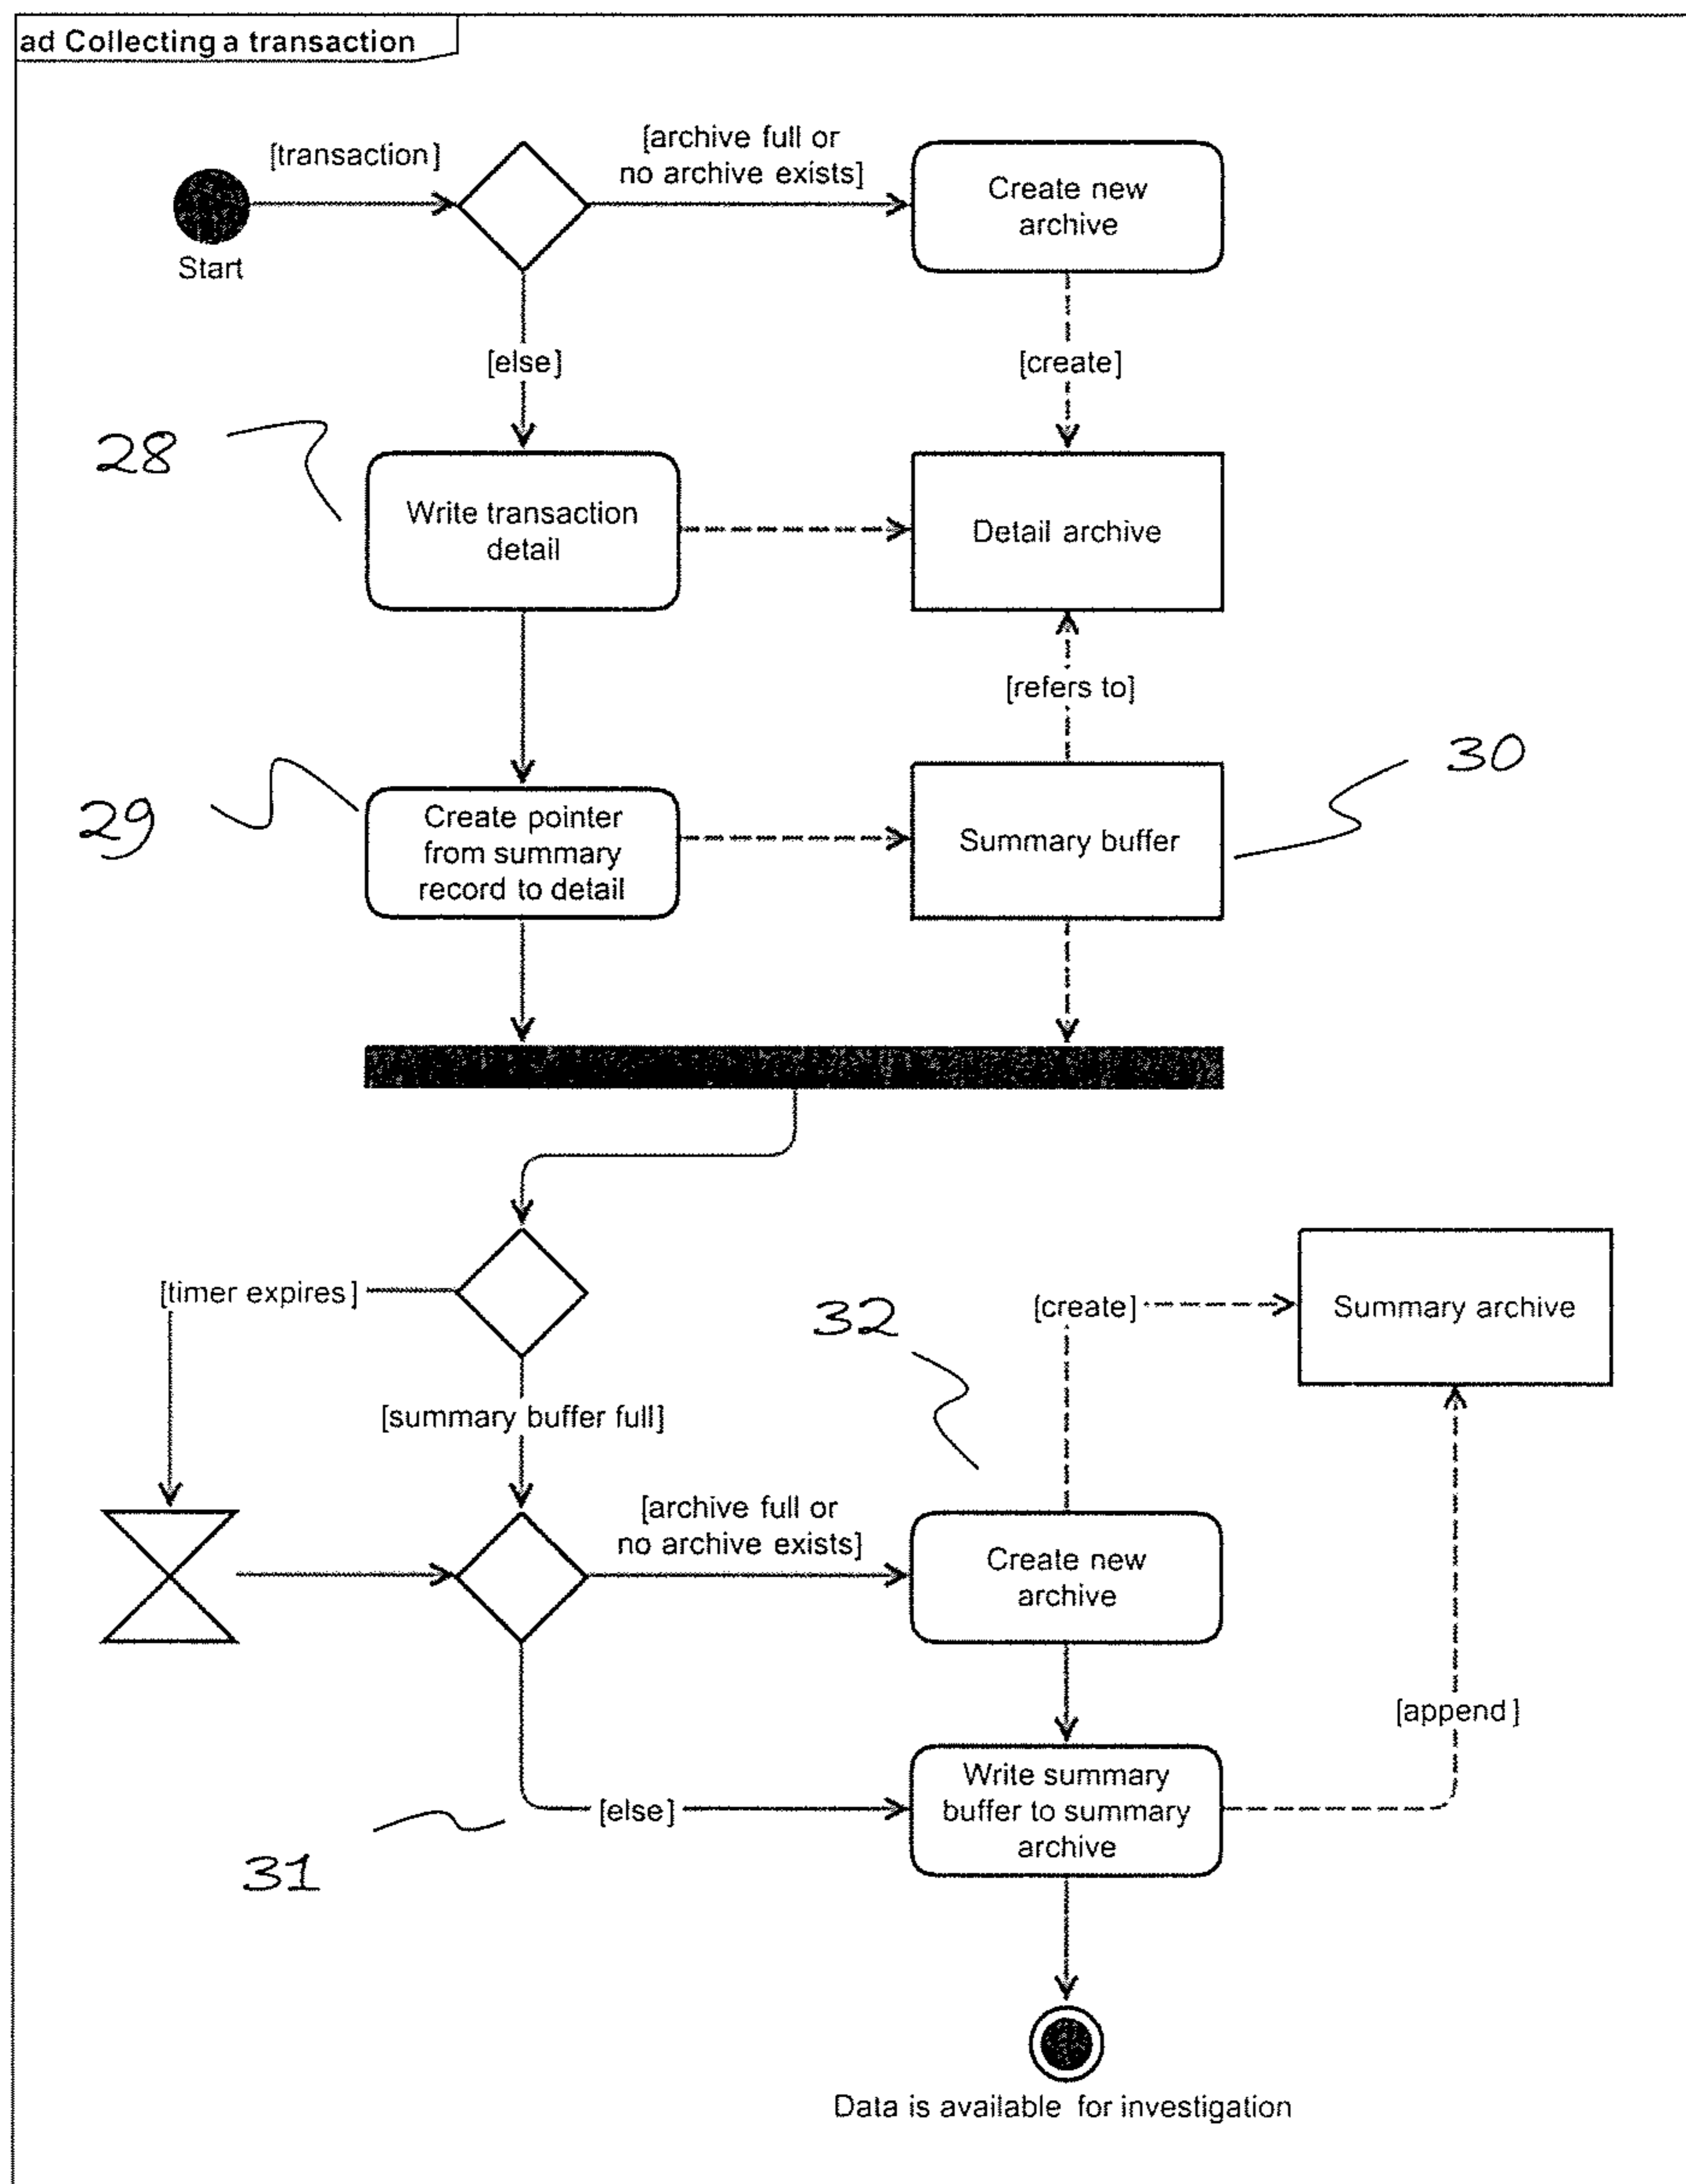 ad Collecting a transaction
[transaction]
[archive full or
no archive exists]
Create new
archive
Start
[else]
[create]
28
Write transaction
detail
Detail archive
[refers to]
30
29
Create pointer
from summary
record to detail
Summary buffer
[timer expires]
32
[create]
Summary archive
[summary buffer full]
[archive full or
no archive exists]
Create new
archive
[append]
Write summary
buffer to summary
archive
[else]
31
Data is available for investigation